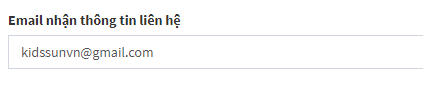 Email nhận thông tin liên hệ
kidssunvn@gmail.com